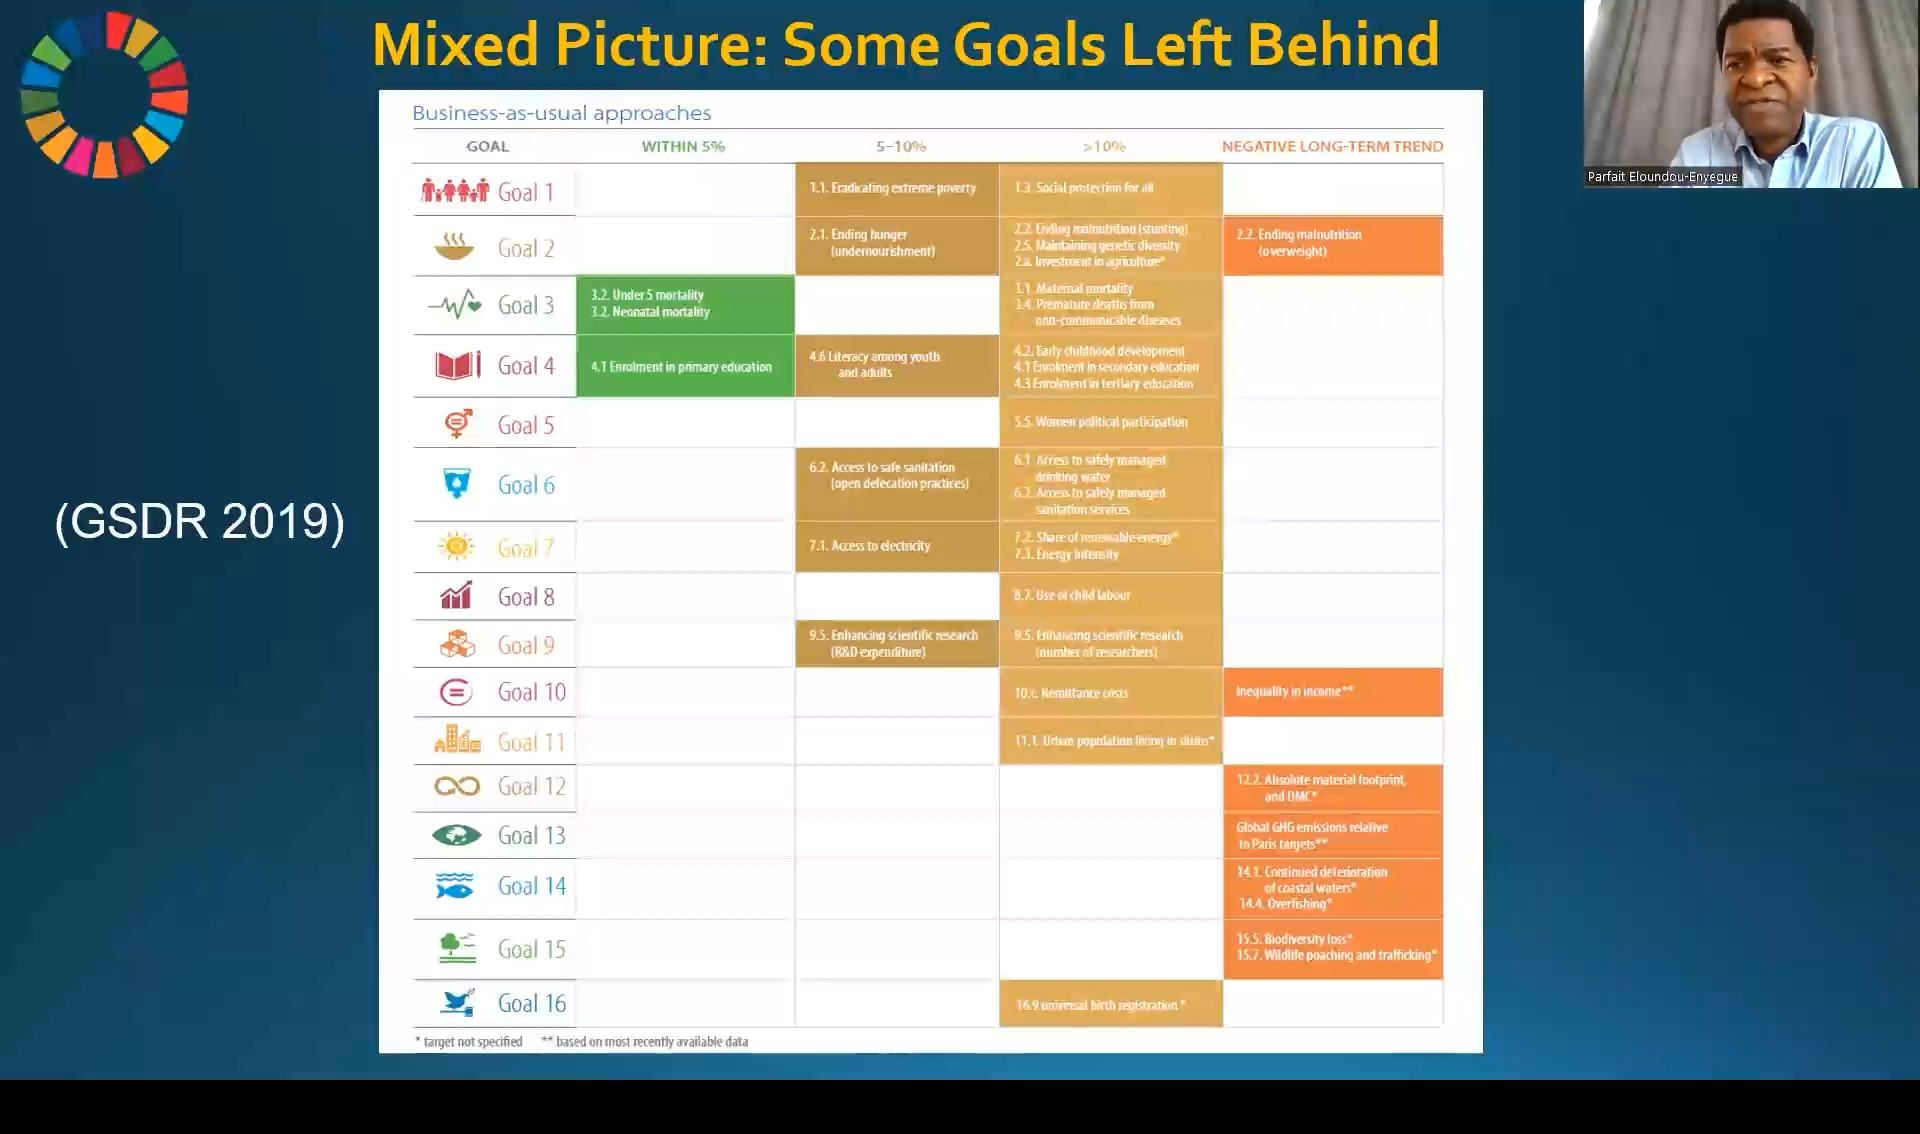 Mixed Picture: Some Goals Left Behind
Parfait Eloundou-Enyegue
(GSDR 2019)
Business-as-usual approaches
GOAL WITHIN 5% 5–10% >10% NEGATIVE LONG-TERM TREND
Goal 1
1.1. Eradicating extreme poverty
1.3. Social protection for all
Goal 2
2.1. Ending hunger
(undernourishment)
2.2. Ending malnutrition (stunting)
2.5. Maintaining genetic diversity
2.a. Investment in agriculture*
2.2. Ending malnutrition
(overweight)
Goal 3
3.2. Under 5 mortality
3.2. Neonatal mortality
3.1. Maternal mortality
3.4. Premature deaths from
non-communicable diseases
Goal 4
4.1 Enrolment in primary education
4.6 Literacy among youth
and adults
4.2. Early childhood development
4.1 Enrolment in secondary education
4.3 Enrolment in tertiary education
Goal 5
5.5. Women political participation
Goal 6
6.2. Access to safe sanitation
(open defecation practices)
6.1. Access to safely managed
drinking water
6.2. Access to safely managed
sanitation services
Goal 7
7.1. Access to electricity
7.2. Share of renewable energy*
7.3. Energy intensity
Goal 8
8.7. Use of child labour
Goal 9
9.5. Enhancing scientific research
(R&D expenditure)
9.5. Enhancing scientific research
(number of researchers)
Goal 10
10.c. Remittance costs
Inequality in income**
Goal 11
11.1. Urban population living in slums*
Goal 12
12.2. Absolute material footprint,
and DMC*
Goal 13
Global GHG emissions relative
to Paris targets**
Goal 14
14.1. Continued deterioration
of coastal waters*
14.4. Overfishing*
Goal 15
15.5. Biodiversity loss*
15.7. Wildlife poaching and trafficking*
Goal 16
16.9 universal birth registration *
* target not specified ** based on most recently available data